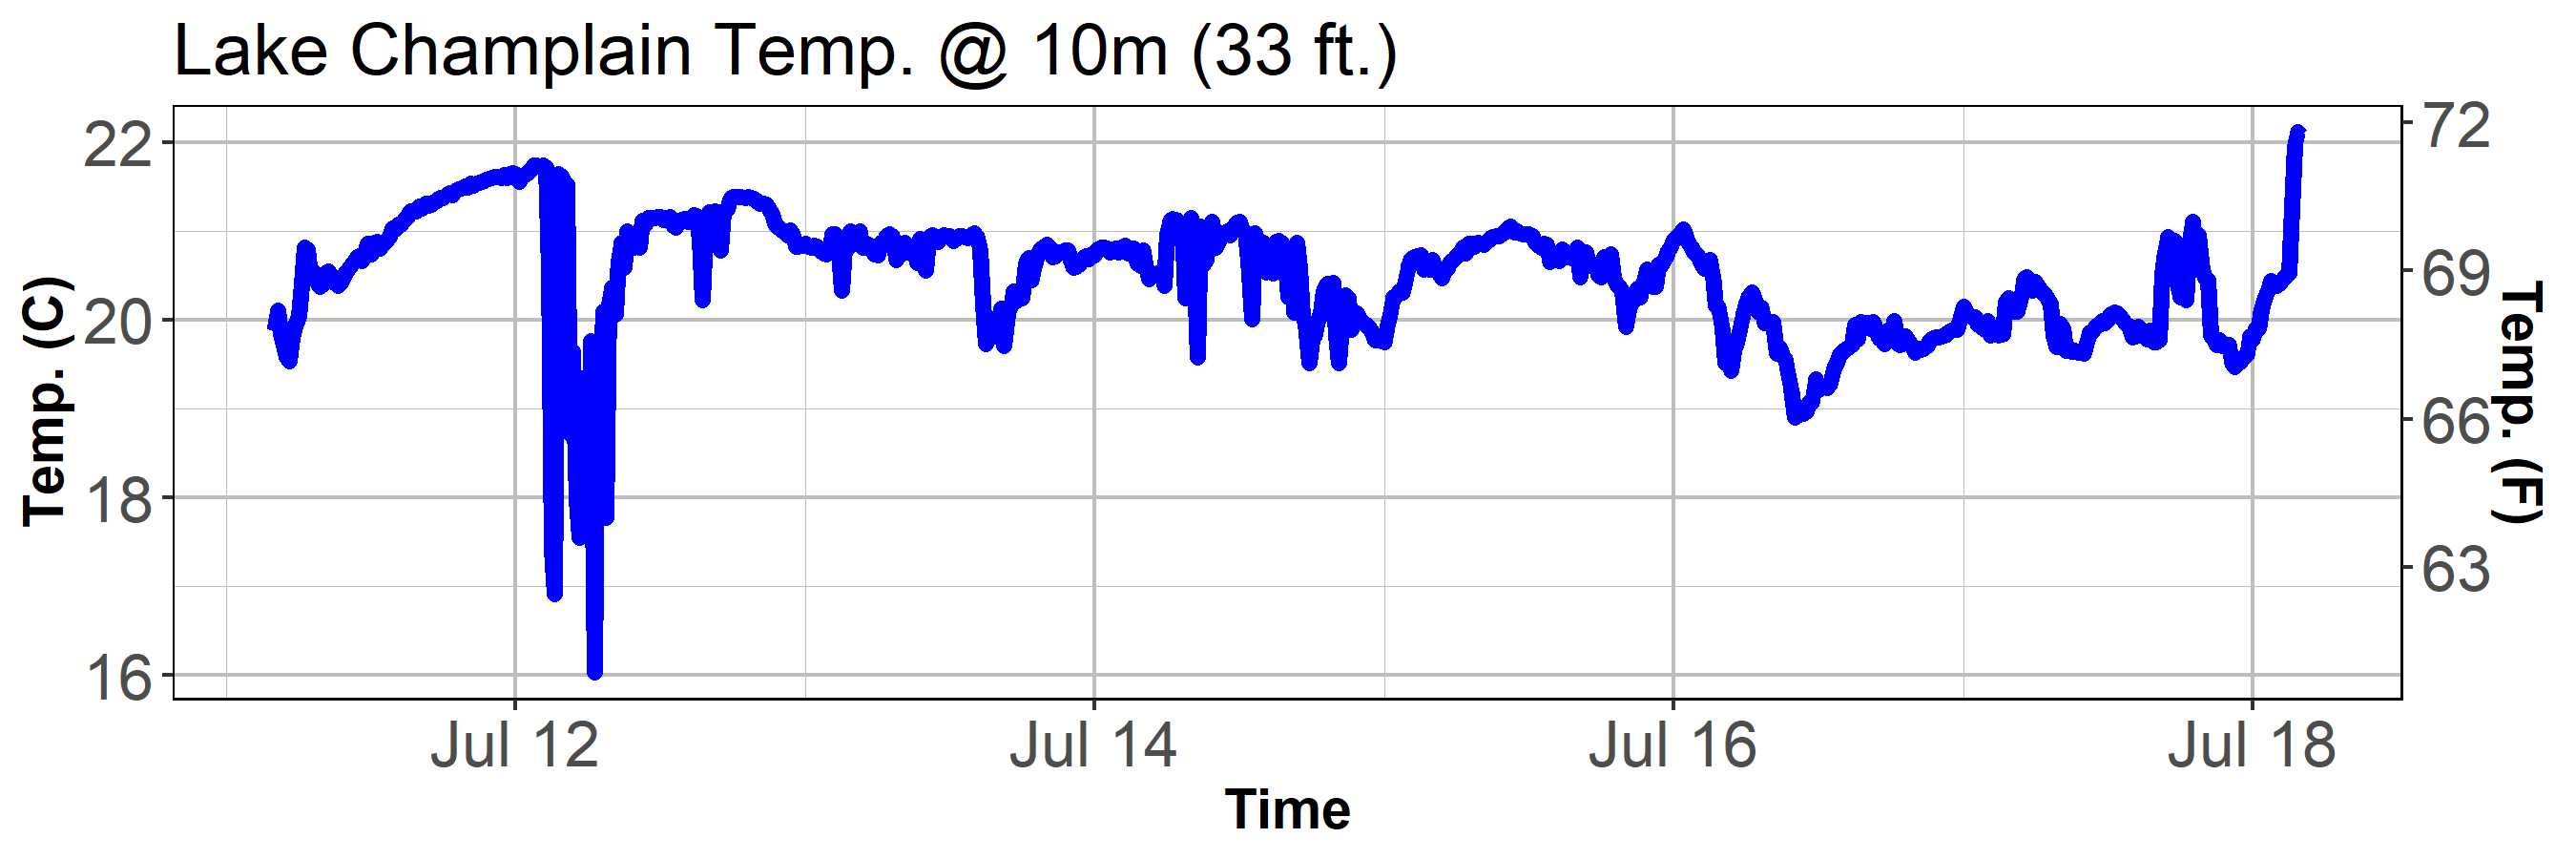 Lake Champlain Temp. @ 10m (33 ft.)
Temp. (C)
22
20
18
16
72
69
66
63
Temp. (F)
Jul 12
Jul 14
Jul 16
Jul 18
Time